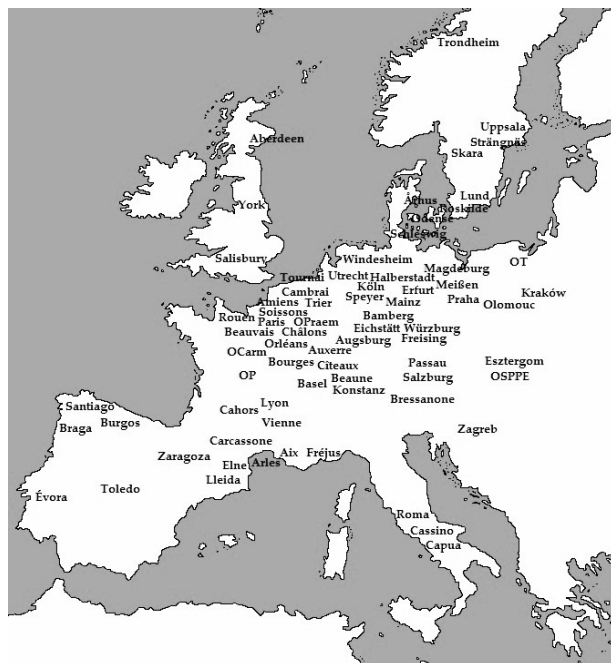 Trondheim
Uppsala
Strängnäs
Aberdeen
Skara
Lund
York
Århus
Roskilde
Odense
Schleswig
Salisbury
Windesheim
OT
Magdeburg
Tournai
Utrecht
Halberstadt
Köln
Meißen
Cambrai
Erfurt
Kraków
Speyer
Praha
Amiens
Trier
Mainz
Olomouc
Soissons
Rouen
Bamberg
Paris
OPraem
Beauvais
Châlons
Eichstätt
Würzburg
Freising
Orléans
Augsburg
OCarm
Auxerre
Bourges
Cîteaux
Passau
Esztergom
OP
Beaune
Salzburg
OSPPE
Basel
Konstanz
Bressanone
Lyon
Santiago
Cahors
Burgos
Vienne
Braga
Zagreb
Carcassone
Aix
Fréjus
Zaragoza
Elne
Arles
Lleida
Toledo
Évora
Roma
Cassino
Capua